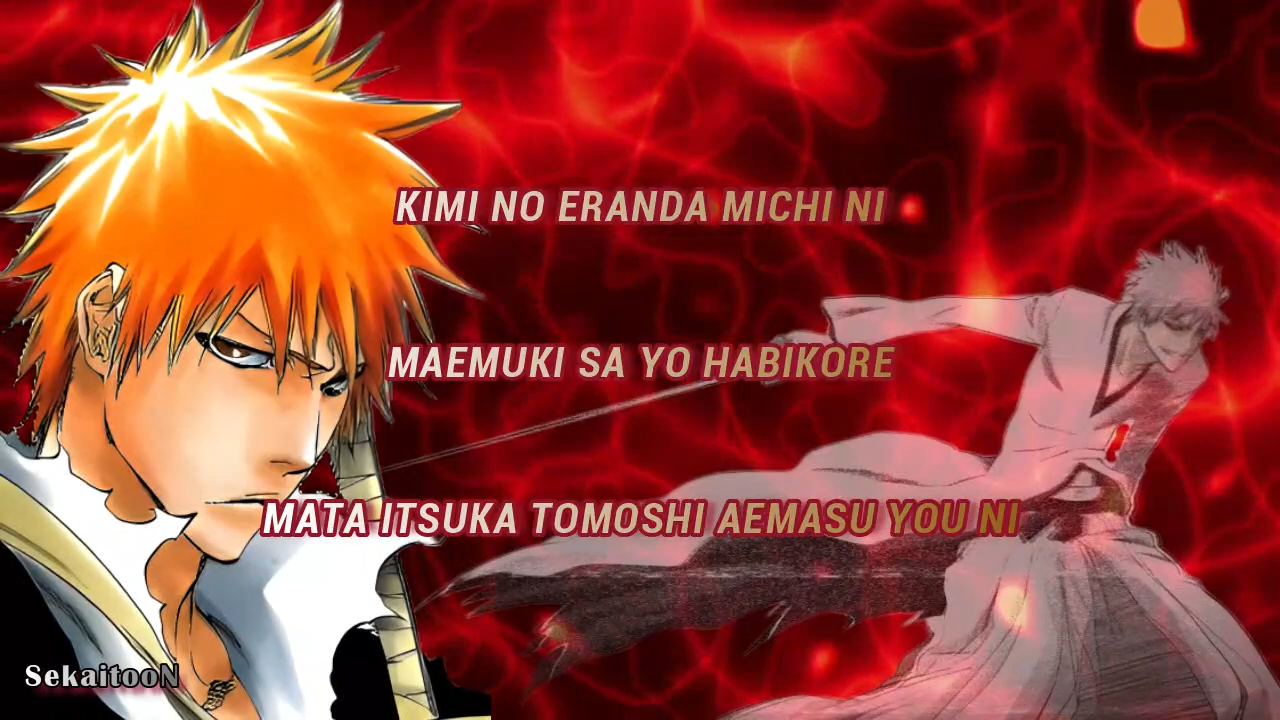 KIMI NO ERANDA MICHI NI
MAEMUKI SA YO HABIKORE
MATA ITSUKA TOMOSHI AEMASU YOU NI
SekaitooN